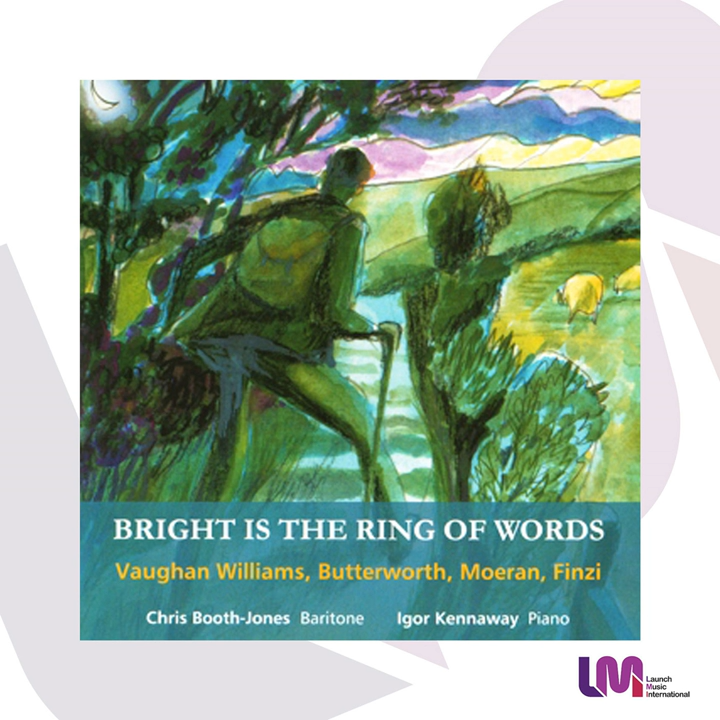 BRIGHT IS THE RING OF WORDS
Vaughan Williams, Butterworth, Moeran, Finzi
Chris Booth-Jones Baritone Igor Kennaway Piano
LM Launch
Music
International